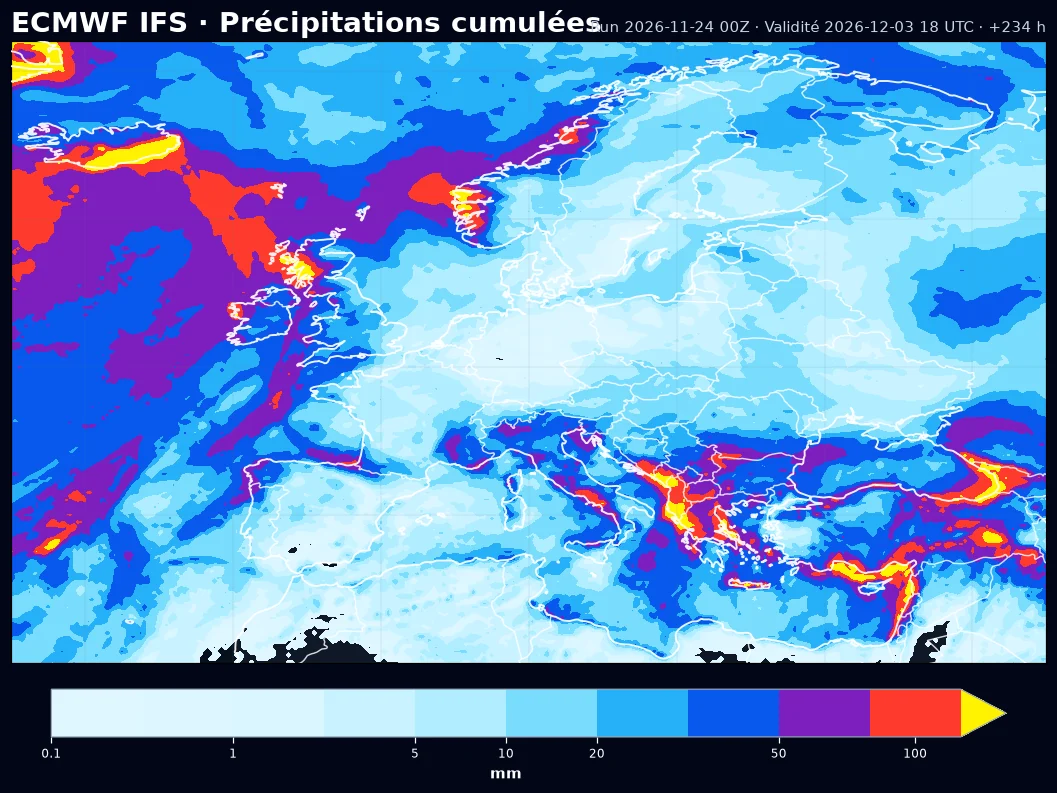 ECMWF IFS · Précipitations cumulées
Run 2026-11-24 00Z · Validité 2026-12-03 18 UTC · +234 h
0.1 1 5 10 20 50 100
mm